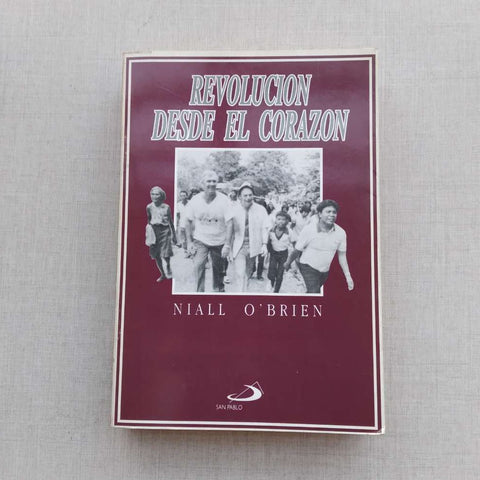 REVOLUCION
DESDE EL CORAZON
NIALL O'BRIEN
SAN PABLO